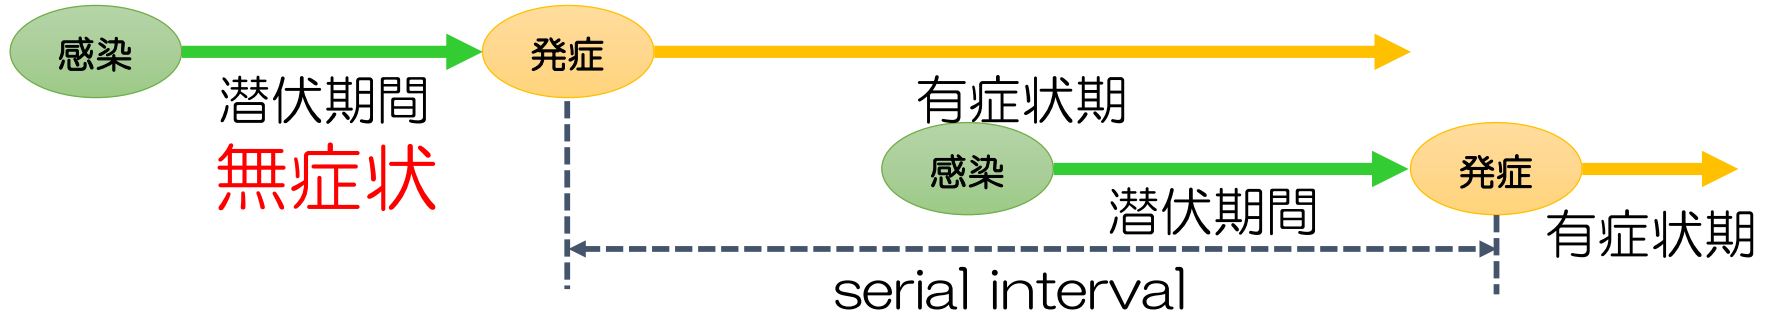 感染
発症
潜伏期間
有症状期
無症状
感染
発症
潜伏期間
有症状期
serial interval